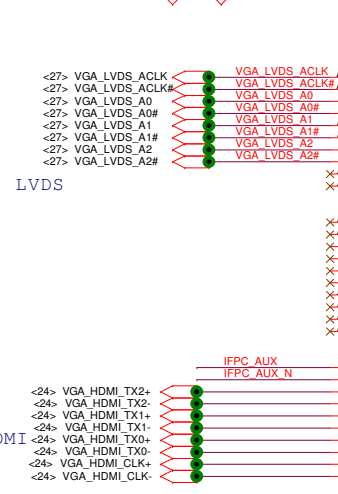 <27> VGA_LVDS_ACLK VGA_LVDS_ACLK
<27> VGA_LVDS_ACLK# VGA_LVDS_ACLK#
<27> VGA_LVDS_A0 VGA_LVDS_A0
<27> VGA_LVDS_A0# VGA_LVDS_A0#
<27> VGA_LVDS_A1 VGA_LVDS_A1
<27> VGA_LVDS_A1# VGA_LVDS_A1#
<27> VGA_LVDS_A2 VGA_LVDS_A2
<27> VGA_LVDS_A2# VGA_LVDS_A2#
LVDS
IFPC_AUX
IFPC_AUX_N
<24> VGA_HDMI_TX2+
<24> VGA_HDMI_TX2-
<24> VGA_HDMI_TX1+
<24> VGA_HDMI_TX1-
DMI <24> VGA_HDMI_TX0+
<24> VGA_HDMI_TX0-
<24> VGA_HDMI_CLK+
<24> VGA_HDMI_CLK-